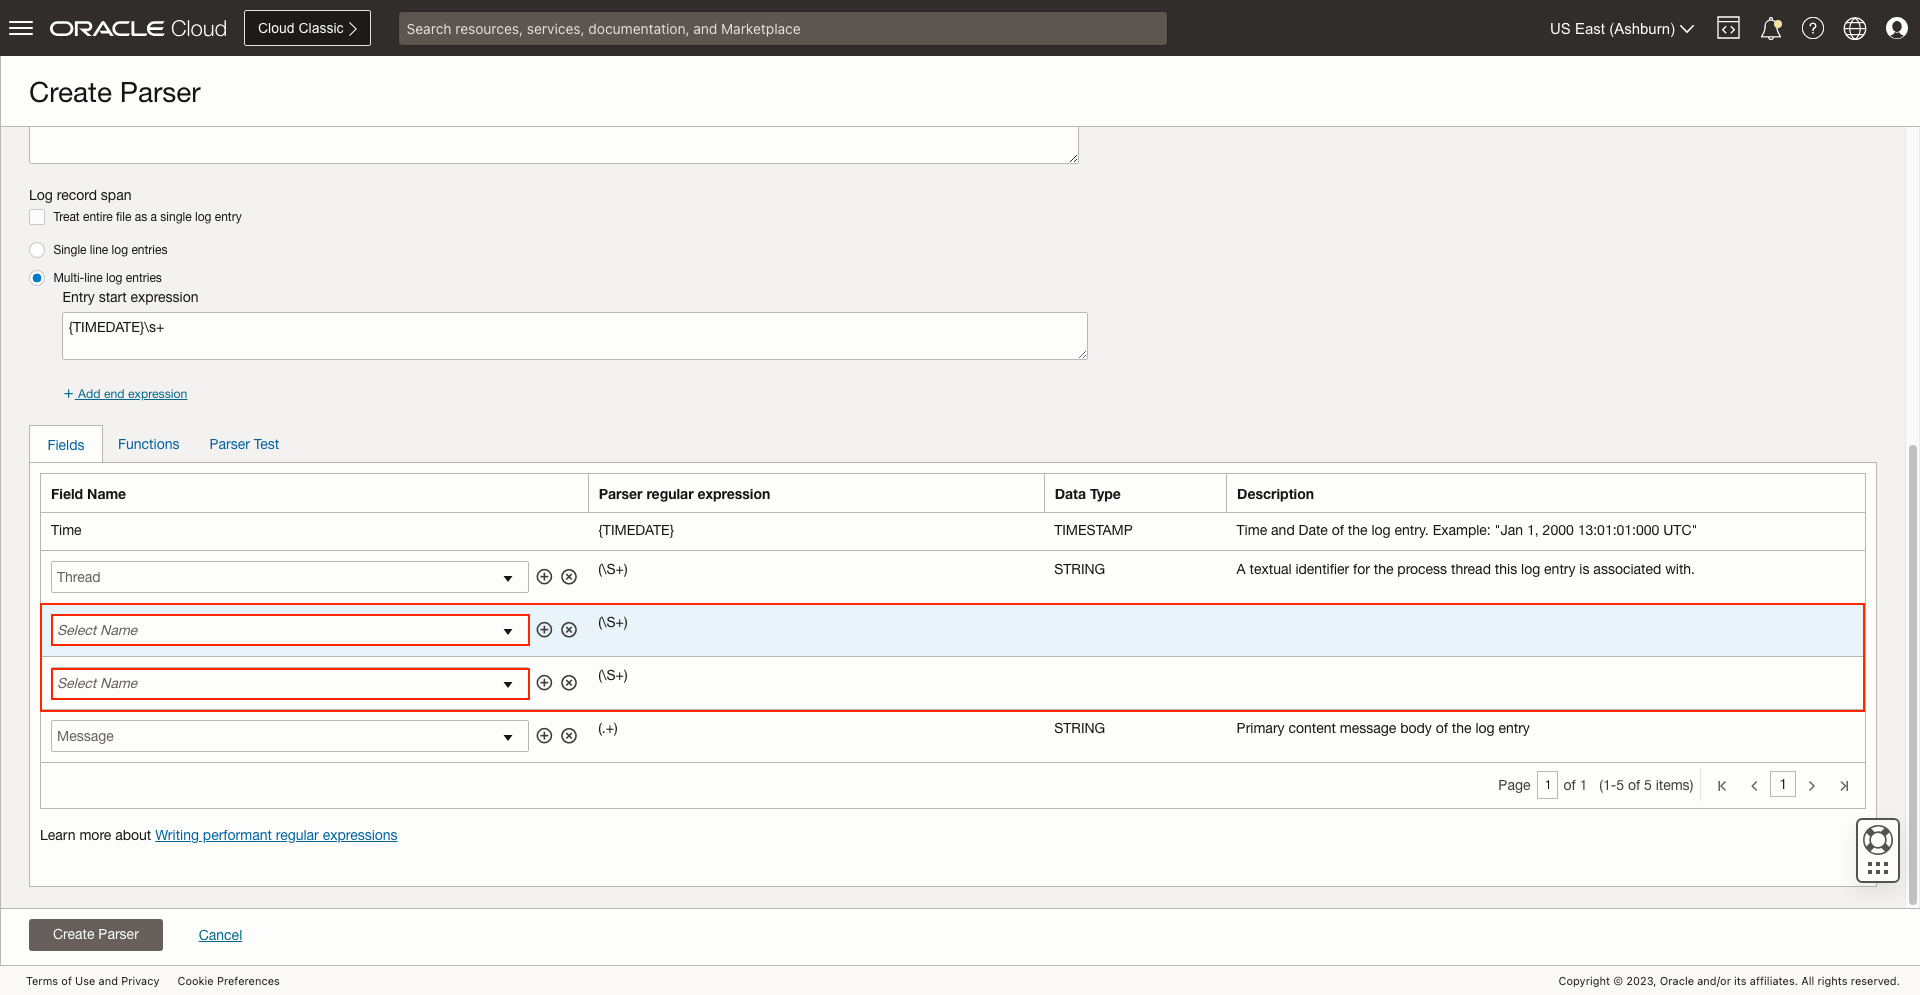 ORACLE Cloud
Cloud Classic
Search resources, services, documentation, and Marketplace
US East (Ashburn)
Create Parser
Log record span
Treat entire file as a single log entry
Single line log entries
Multi-line log entries
Entry start expression
{TIMEDATE}\s+
+ Add end expression
Fields Functions Parser Test
Field Name Parser regular expression Data Type Description
Time {TIMEDATE} TIMESTAMP Time and Date of the log entry. Example: "Jan 1, 2000 13:01:01:000 UTC"
Thread (\S+) STRING A textual identifier for the process thread this log entry is associated with.
Select Name (\S+)
Select Name (\S+)
Message (.+) STRING Primary content message body of the log entry
Page 1 of 1 (1-5 of 5 items) 1
Learn more about Writing performant regular expressions
Create Parser Cancel
Terms of Use and Privacy Cookie Preferences Copyright © 2023, Oracle and/or its affiliates. All rights reserved.